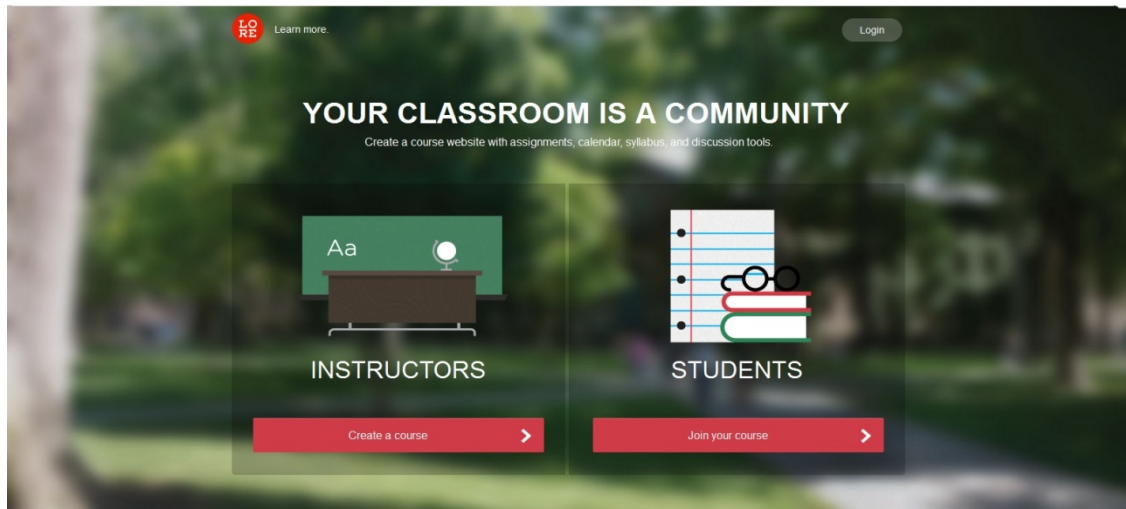 LO
RE
Learn more.
Login
YOUR CLASSROOM IS A COMMUNITY
Create a course website with assignments, calendar, syllabus, and discussion tools.
Aa
INSTRUCTORS
STUDENTS
Create a course
Join your course